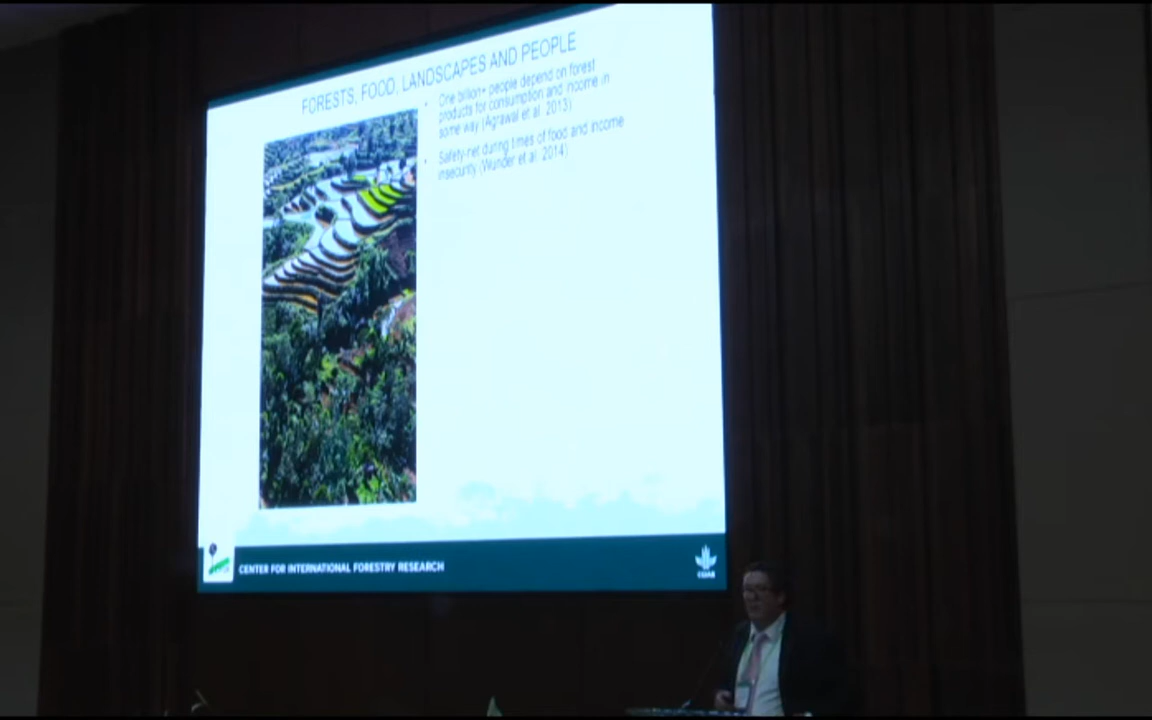 FORESTS, FOOD, LANDSCAPES AND PEOPLE
• One billion+ people depend on forest
products for consumption and income in
some way (Agrawal et al. 2013)
• Safety-net during times of food and income
insecurity (Wunder et al. 2014)
CENTER FOR INTERNATIONAL FORESTRY RESEARCH
CGIAR